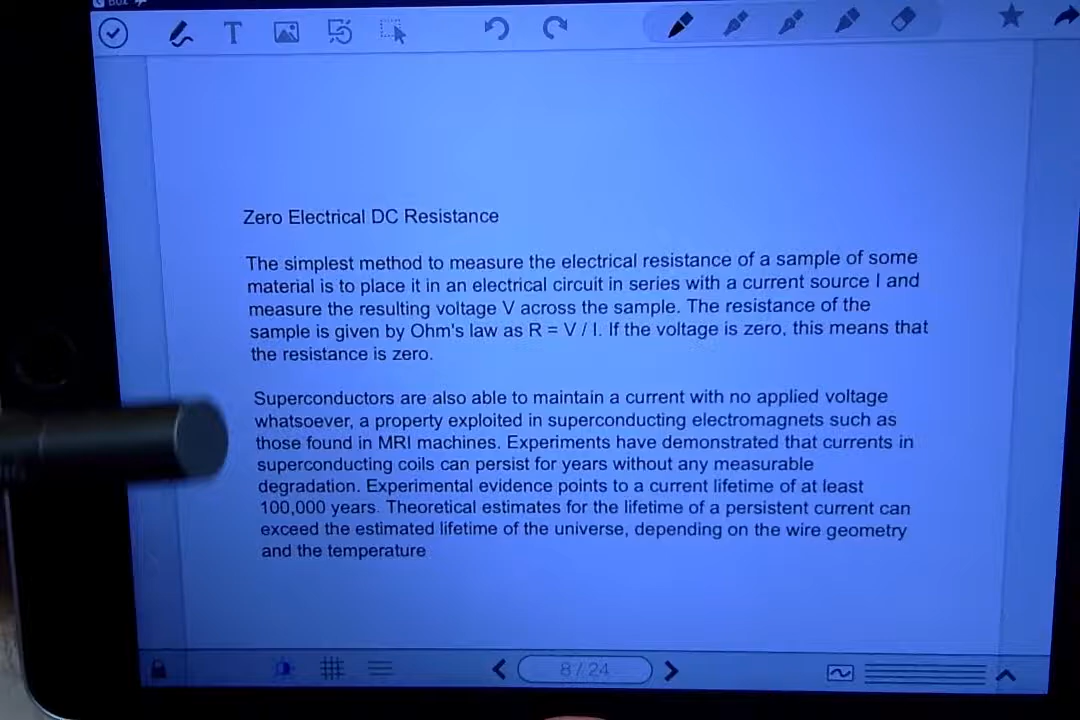 T
Zero Electrical DC Resistance
The simplest method to measure the electrical resistance of a sample of some
material is to place it in an electrical circuit in series with a current source I and
measure the resulting voltage V across the sample. The resistance of the
sample is given by Ohm's law as R = V / I. If the voltage is zero, this means that
the resistance is zero.
Superconductors are also able to maintain a current with no applied voltage
whatsoever, a property exploited in superconducting electromagnets such as
those found in MRI machines. Experiments have demonstrated that currents in
superconducting coils can persist for years without any measurable
degradation. Experimental evidence points to a current lifetime of at least
100,000 years. Theoretical estimates for the lifetime of a persistent current can
exceed the estimated lifetime of the universe, depending on the wire geometry
and the temperature
8 / 24